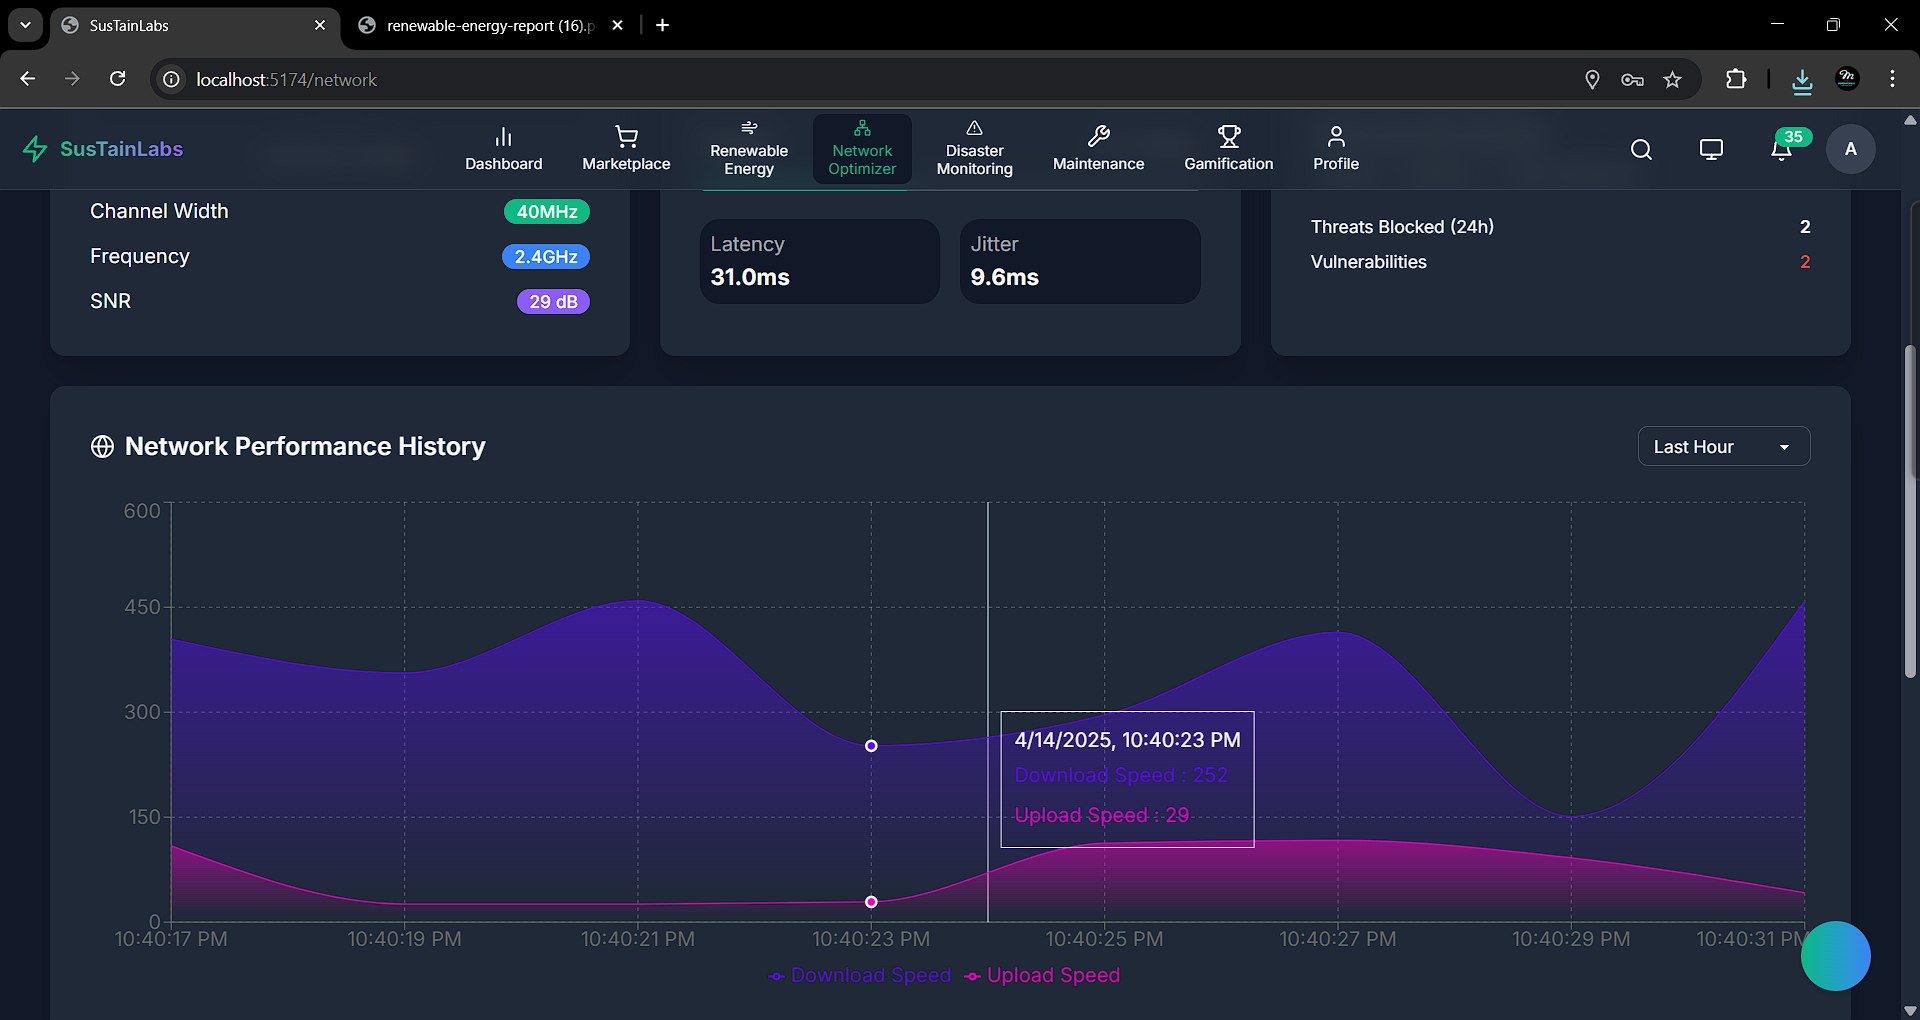 SusTainLabs
renewable-energy-report (16).p
localhost:5174/network
SusTainLabs
Dashboard
Marketplace
Renewable
Energy
Network
Optimizer
Disaster
Monitoring
Maintenance
Gamification
Profile
35
A
Channel Width
40MHz
Frequency
2.4GHz
SNR
29 dB
Latency
31.0ms
Jitter
9.6ms
Threats Blocked (24h)
2
Vulnerabilities
2
Network Performance History
Last Hour
600
450
300
150
0
4/14/2025, 10:40:23 PM
Download Speed : 252
Upload Speed : 29
10:40:17 PM
10:40:19 PM
10:40:21 PM
10:40:23 PM
10:40:25 PM
10:40:27 PM
10:40:29 PM
10:40:31 PM
Download Speed
Upload Speed